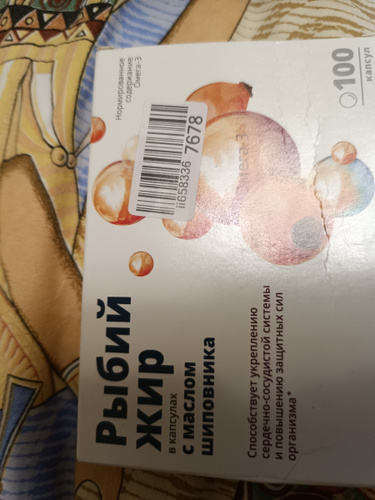 Нормированное
содержание
Омега-3
100
капсул
ii658336 7678
Рыбий
Жир
в капсулах
с маслом
шиповника
Способствует укреплению
сердечно-сосудистой системы
и повышению защитных сил
организма*